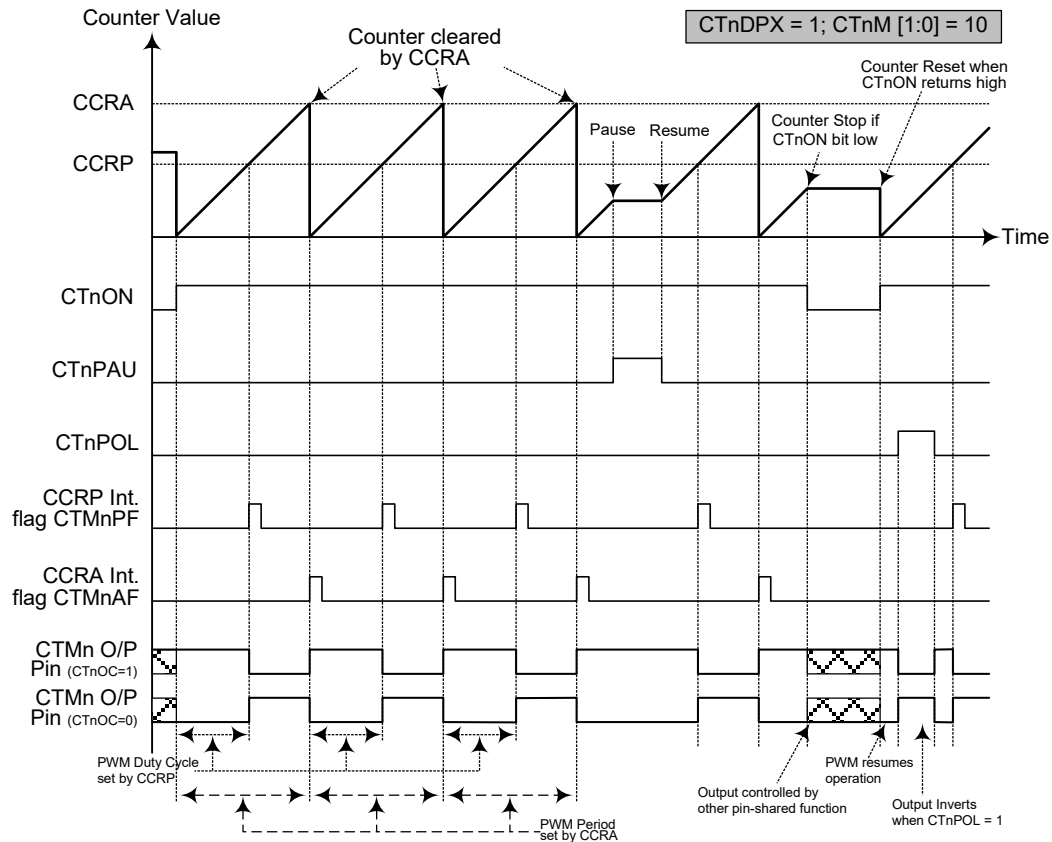 Counter Value
CTnDPX = 1; CTnM [1:0] = 10
Counter cleared
by CCRA
Counter Reset when
CTnON returns high
CCRA
Counter Stop if
CTnON bit low
Pause
Resume
CCRP
Time
CTnON
CTnPAU
CTnPOL
CCRP Int.
flag CTMnPF
CCRA Int.
flag CTMnAF
CTMn O/P
Pin (CTnOC=1)
CTMn O/P
Pin (CTnOC=0)
PWM Duty Cycle
set by CCRP
PWM resumes
operation
Output controlled by
other pin-shared function
Output Inverts
when CTnPOL = 1
PWM Period
set by CCRA